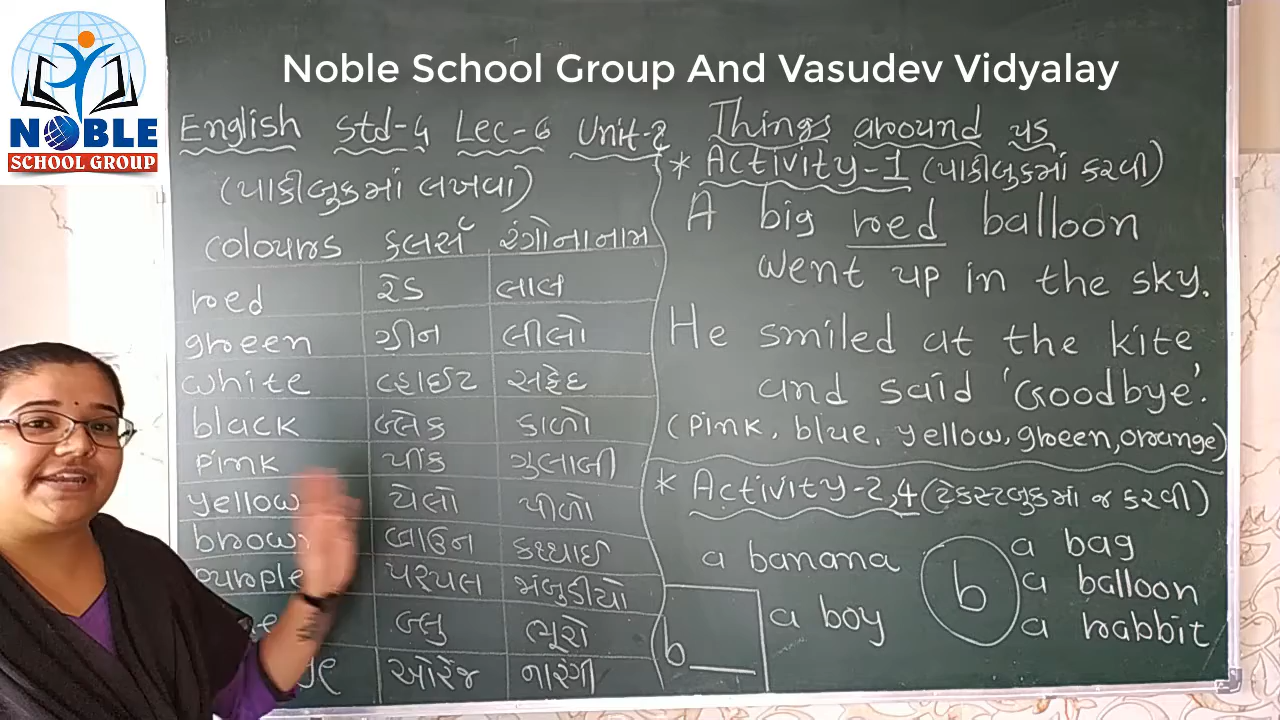 NOBLE
SCHOOL GROUP
Noble School Group And Vasudev Vidyalay
English Std-4 Lec-6 Unit-2 Things around us
(પાકીબુકમાં લખવા)
colours કલર્સ રંગોના નામ
red રેડ લાલ
green ગ્રીન લીલો
white વ્હાઈટ સફેદ
black બ્લેક કાળો
pink પીંક ગુલાબી
yellow યેલો પીળો
brown બ્રાઉન કથ્થાઈ
purple પરપલ જાંબુડીયો
બ્લુ ભૂરો
ઓરેંજ નારંગી
* Activity-1 (પાકીબુકમાં કરવી)
A big red balloon
went up in the sky.
He smiled at the kite
and said 'Goodbye'.
(pink, blue, yellow, green, orange)
* Activity-2,4 (ટેક્સ્ટબુકમાં જ કરવી)
a banana
a boy
b
b
a bag
a balloon
a rabbit